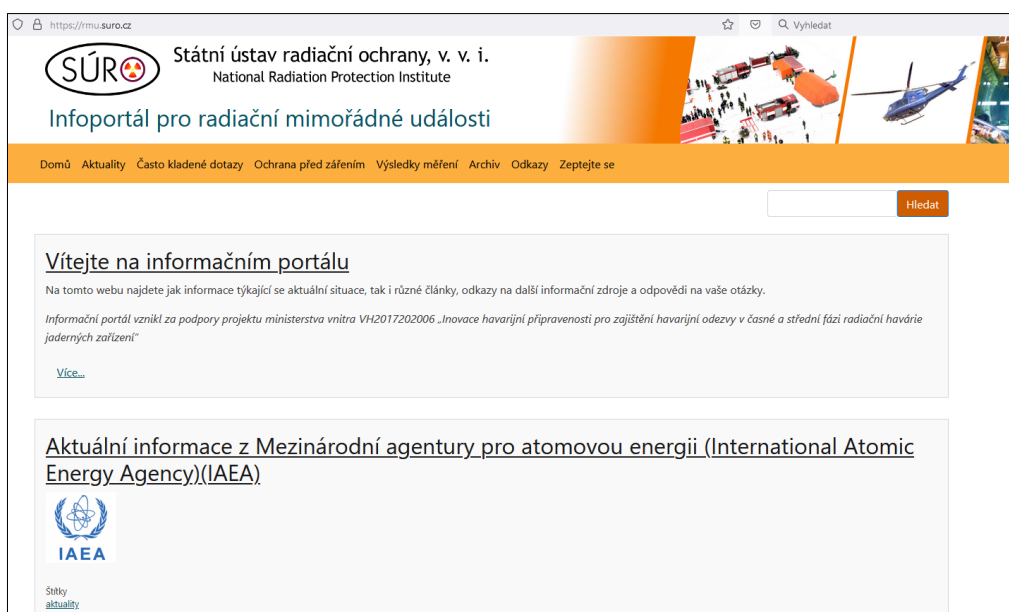 https://rmu.suro.cz
Vyhledat
SÚRO
Státní ústav radiační ochrany, v. v. i.
National Radiation Protection Institute
Infoportál pro radiační mimořádné události
Domů Aktuality Často kladené dotazy Ochrana před zářením Výsledky měření Archiv Odkazy Zeptejte se
Hledat
Vítejte na informačním portálu
Na tomto webu najdete jak informace týkající se aktuální situace, tak i různé články, odkazy na další informační zdroje a odpovědi na vaše otázky.
Informační portál vznikl za podpory projektu ministerstva vnitra VH2017202006 „Inovace havarijní připravenosti pro zajištění havarijní odezvy v časné a střední fázi radiační havárie
jaderných zařízení"
Více...
Aktuální informace z Mezinárodní agentury pro atomovou energii (International Atomic
Energy Agency)(IAEA)
IAEA
Štítky
aktuality